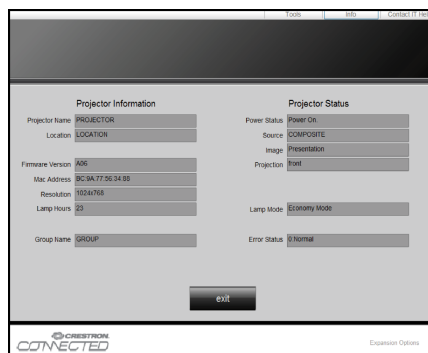 Tools Info Contact IT Hel
Projector Information
Projector Name PROJECTOR
Location LOCATION
Firmware Version A06
Mac Address BC:9A:77:56:34:88
Resolution 1024x768
Lamp Hours 23
Group Name GROUP
Projector Status
Power Status Power On.
Source COMPOSITE
Image Presentation
Projection front
Lamp Mode Economy Mode
Error Status 0:Normal
exit
CRESTRON
CONNECTED
Expansion Options